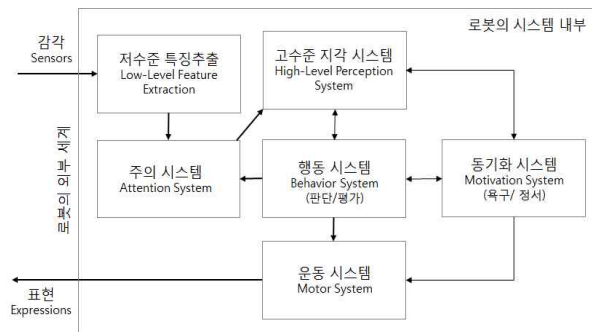 로봇의 시스템 내부
감각
Sensors
저수준 특징추출
Low-Level Feature
Extraction
고수준 지각 시스템
High-Level Perception
System
로봇의 외부 세계
주의 시스템
Attention System
행동 시스템
Behavior System
(판단/평가)
동기화 시스템
Motivation System
(욕구/ 정서)
운동 시스템
Motor System
표현
Expressions